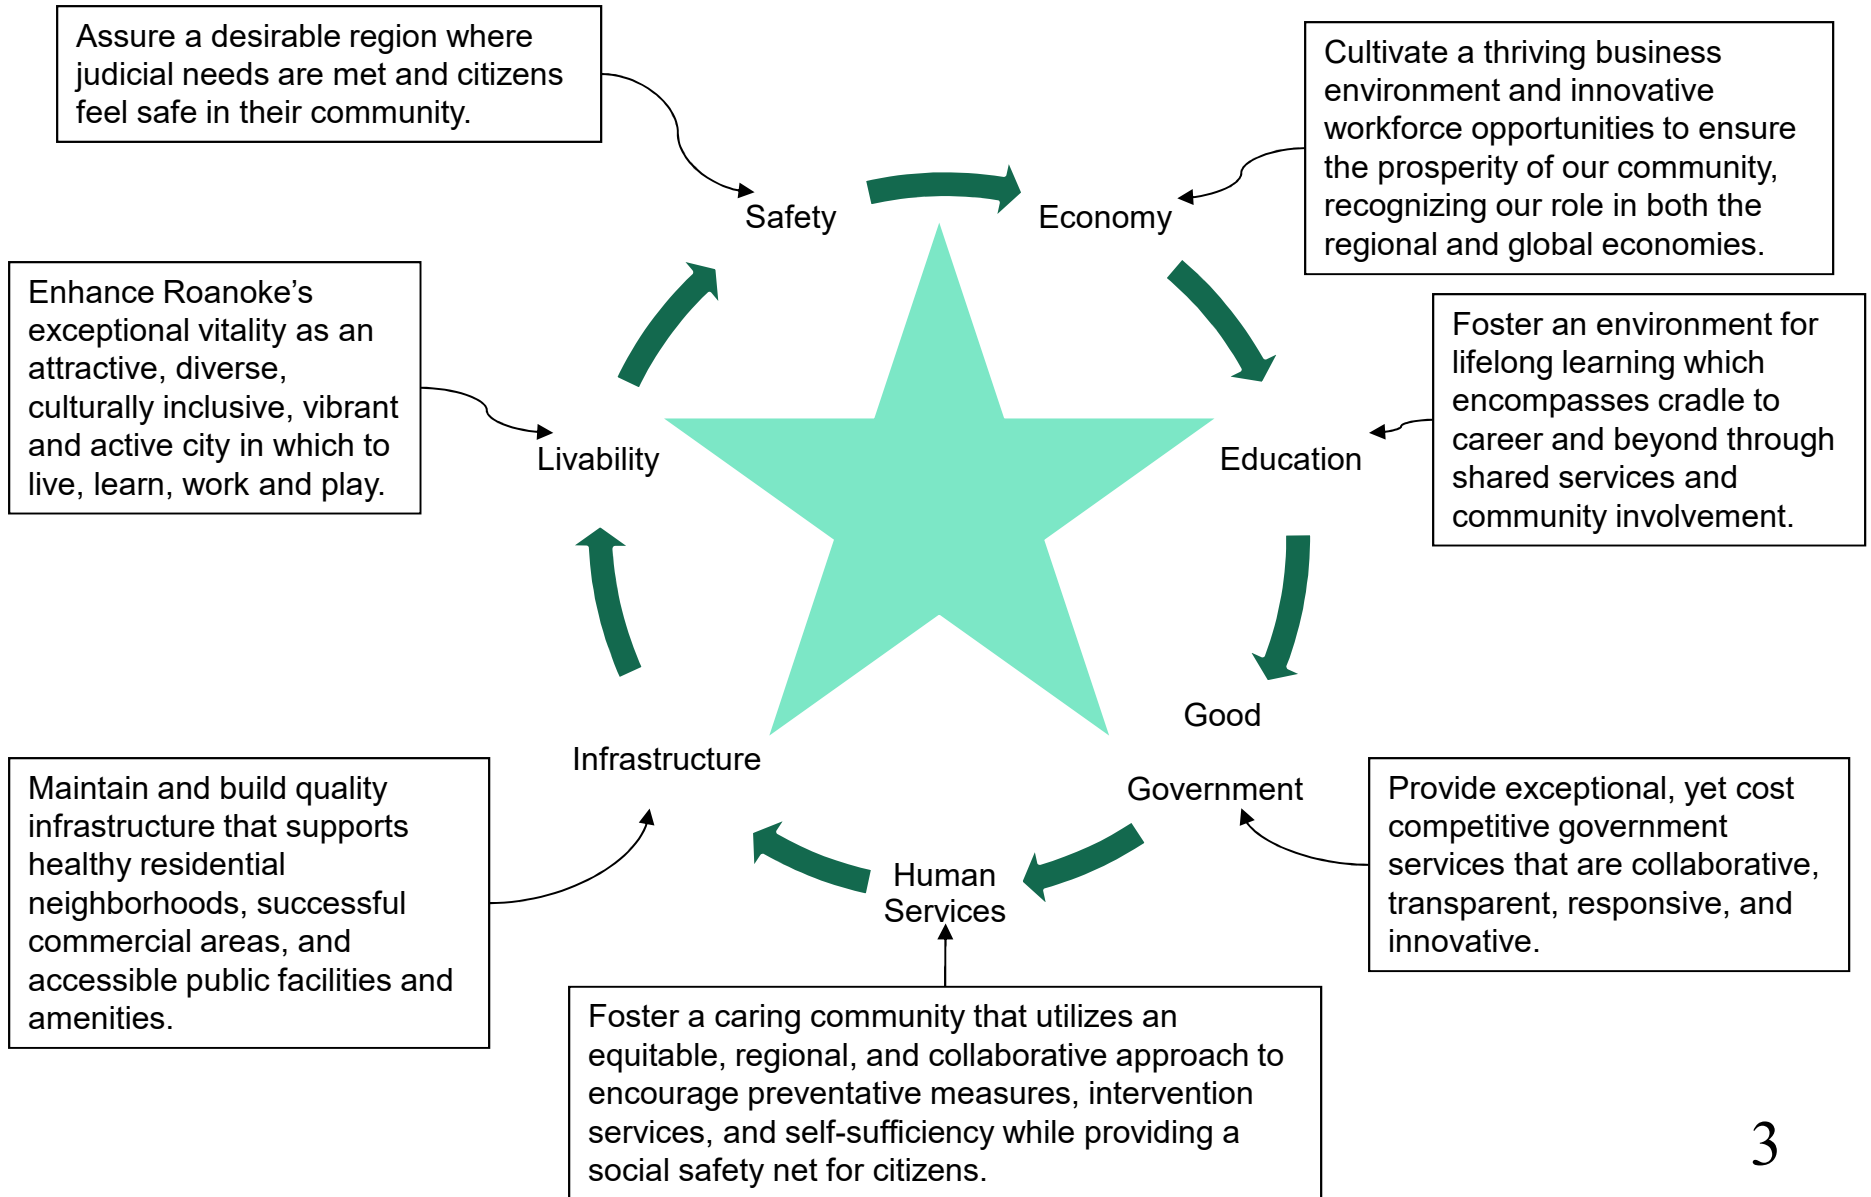 Assure a desirable region where
judicial needs are met and citizens
feel safe in their community.
Cultivate a thriving business
environment and innovative
workforce opportunities to ensure
the prosperity of our community,
recognizing our role in both the
regional and global economies.
Safety
Economy
Enhance Roanoke’s
exceptional vitality as an
attractive, diverse,
culturally inclusive, vibrant
and active city in which to
live, learn, work and play.
Foster an environment for
lifelong learning which
encompasses cradle to
career and beyond through
shared services and
community involvement.
Livability
Education
Good
Government
Infrastructure
Human
Services
Maintain and build quality
infrastructure that supports
healthy residential
neighborhoods, successful
commercial areas, and
accessible public facilities and
amenities.
Provide exceptional, yet cost
competitive government
services that are collaborative,
transparent, responsive, and
innovative.
Foster a caring community that utilizes an
equitable, regional, and collaborative approach to
encourage preventative measures, intervention
services, and self-sufficiency while providing a
social safety net for citizens.
3